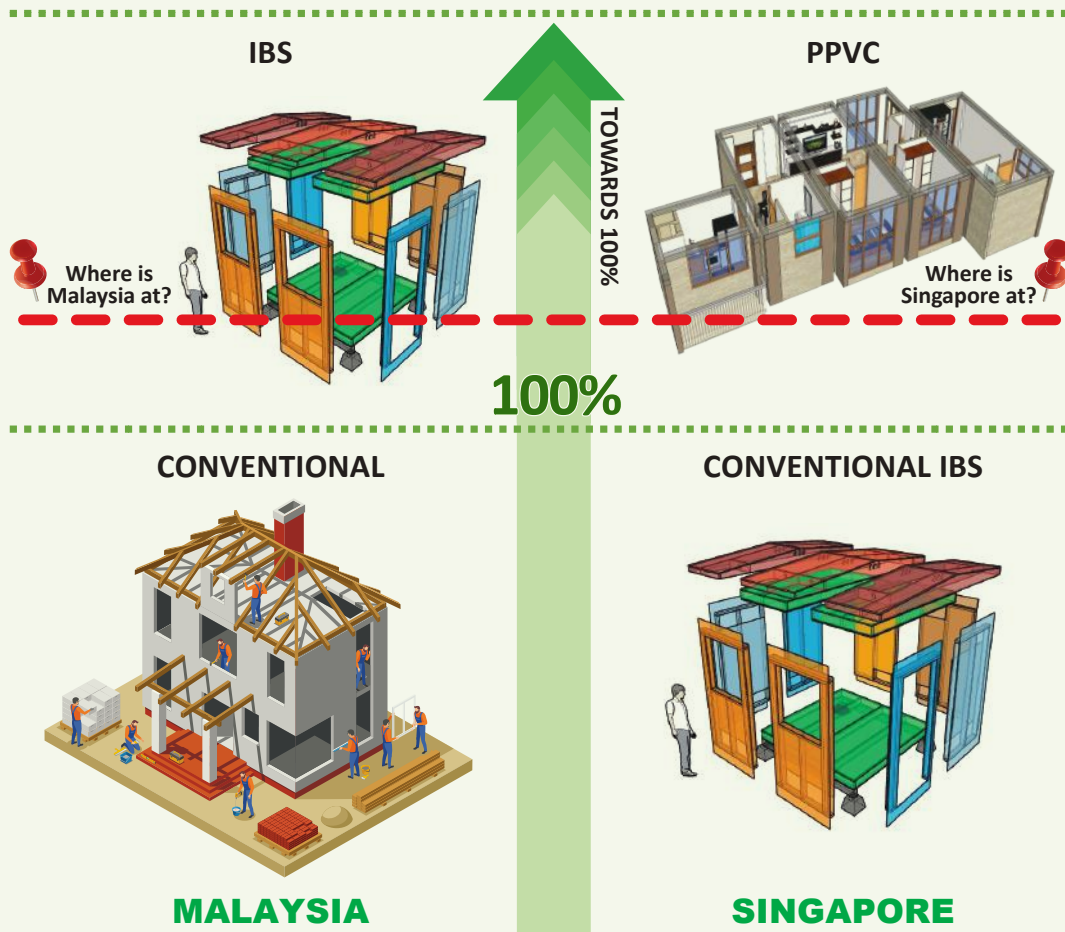 IBS
PPVC
TOWARDS 100%
Where is
Malaysia at?
Where is
Singapore at?
100%
CONVENTIONAL
CONVENTIONAL IBS
MALAYSIA
SINGAPORE